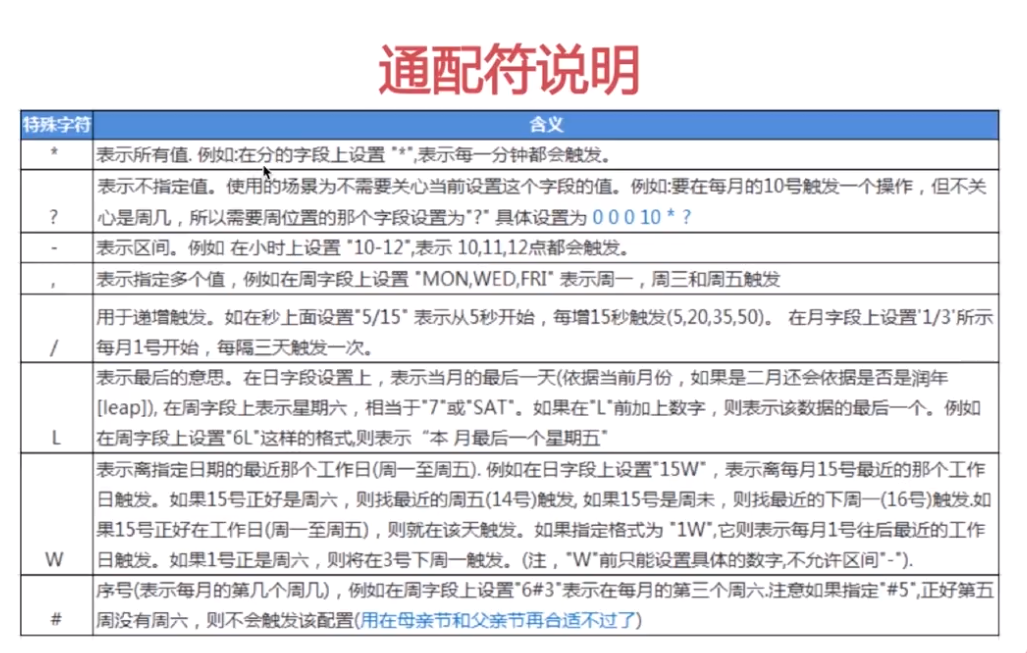 通配符说明
特殊字符 含义
* 表示所有值. 例如:在分的字段上设置 "*",表示每一分钟都会触发。
表示不指定值。使用的场景为不需要关心当前设置这个字段的值。例如:要在每月的10号触发一个操作，但不关
? 心是周几，所以需要周位置的那个字段设置为"?" 具体设置为 0 0 0 10 * ?
- 表示区间。例如 在小时上设置 "10-12",表示 10,11,12点都会触发。
, 表示指定多个值，例如在周字段上设置 "MON,WED,FRI" 表示周一，周三和周五触发
用于递增触发。如在秒上面设置"5/15" 表示从5秒开始，每增15秒触发(5,20,35,50)。 在月字段上设置'1/3'所示
/ 每月1号开始，每隔三天触发一次。
表示最后的意思。在日字段设置上，表示当月的最后一天(依据当前月份，如果是二月还会依据是否是润年
[leap]), 在周字段上表示星期六，相当于"7"或"SAT"。如果在"L"前加上数字，则表示该数据的最后一个。例如
L 在周字段上设置"6L"这样的格式,则表示“本 月最后一个星期五"
表示离指定日期的最近那个工作日(周一至周五). 例如在日字段上设置"15W"，表示离每月15号最近的那个工作
日触发。如果15号正好是周六，则找最近的周五(14号)触发, 如果15号是周未，则找最近的下周一(16号)触发.如
果15号正好在工作日(周一至周五)，则就在该天触发。如果指定格式为 "1W",它则表示每月1号往后最近的工作
W 日触发。如果1号正是周六，则将在3号下周一触发。(注，"W"前只能设置具体的数字,不允许区间"-").
序号(表示每月的第几个周几)，例如在周字段上设置"6#3"表示在每月的第三个周六.注意如果指定"#5",正好第五
# 周没有周六，则不会触发该配置(用在母亲节和父亲节再合适不过了)